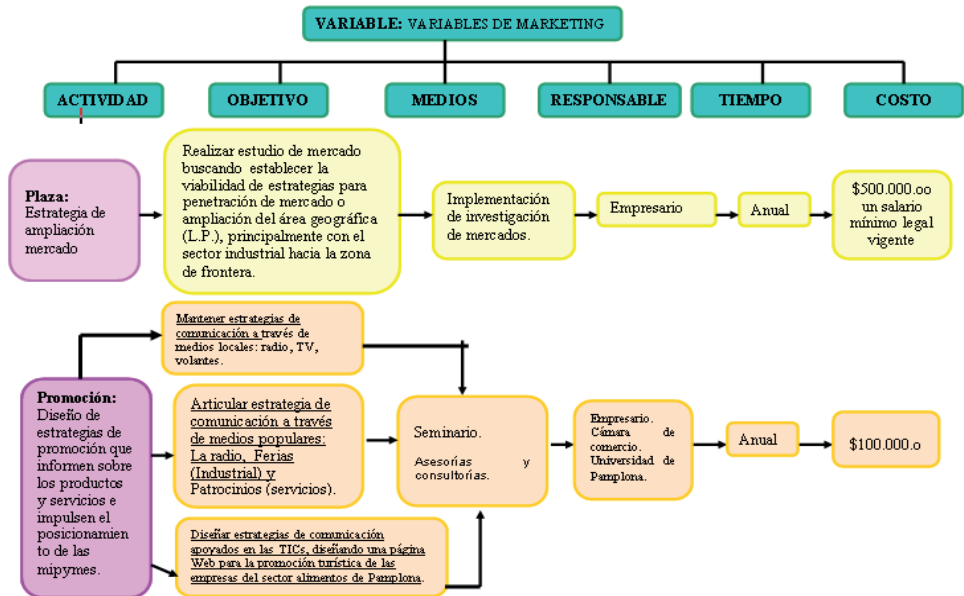 VARIABLE: VARIABLES DE MARKETING
ACTIVIDAD
OBJETIVO
MEDIOS
RESPONSABLE
TIEMPO
COSTO
Plaza:
Estrategia de
ampliación
mercado
Realizar estudio de mercado
buscando establecer la
viabilidad de estrategias para
penetración de mercado o
ampliación del área geográfica
(L.P.), principalmente con el
sector industrial hacia la zona
de frontera.
Implementación
de investigación
de mercados.
Empresario
Anual
$500.000.oo
un salario
mínimo legal
vigente
Promoción:
Diseño de
estrategias de
promoción que
informen sobre
los productos
y servicios e
impulsen el
posicionamien
to de las
mipymes.
Mantener estrategias de
comunicación a través de
medios locales: radio, TV,
volantes.
Articular estrategia de
comunicación a través
de medios populares:
La radio, Ferias
(Industrial) y
Patrocinios (servicios).
Diseñar estrategias de comunicación
apoyados en las TICs, diseñando una página
Web para la promoción turística de las
empresas del sector alimentos de Pamplona.
Seminario.
Asesorías y
consultorías.
Empresario.
Cámara de
comercio.
Universidad de
Pamplona.
Anual
$100.000.o